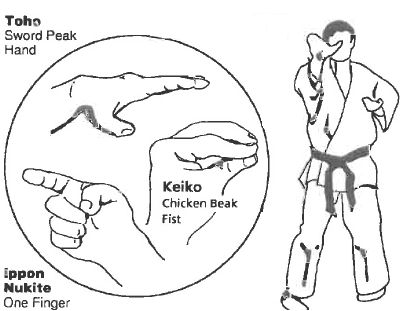 Toho
Sword Peak
Hand
Keiko
Chicken Beak
Fist
Ippon
Nukite
One Finger